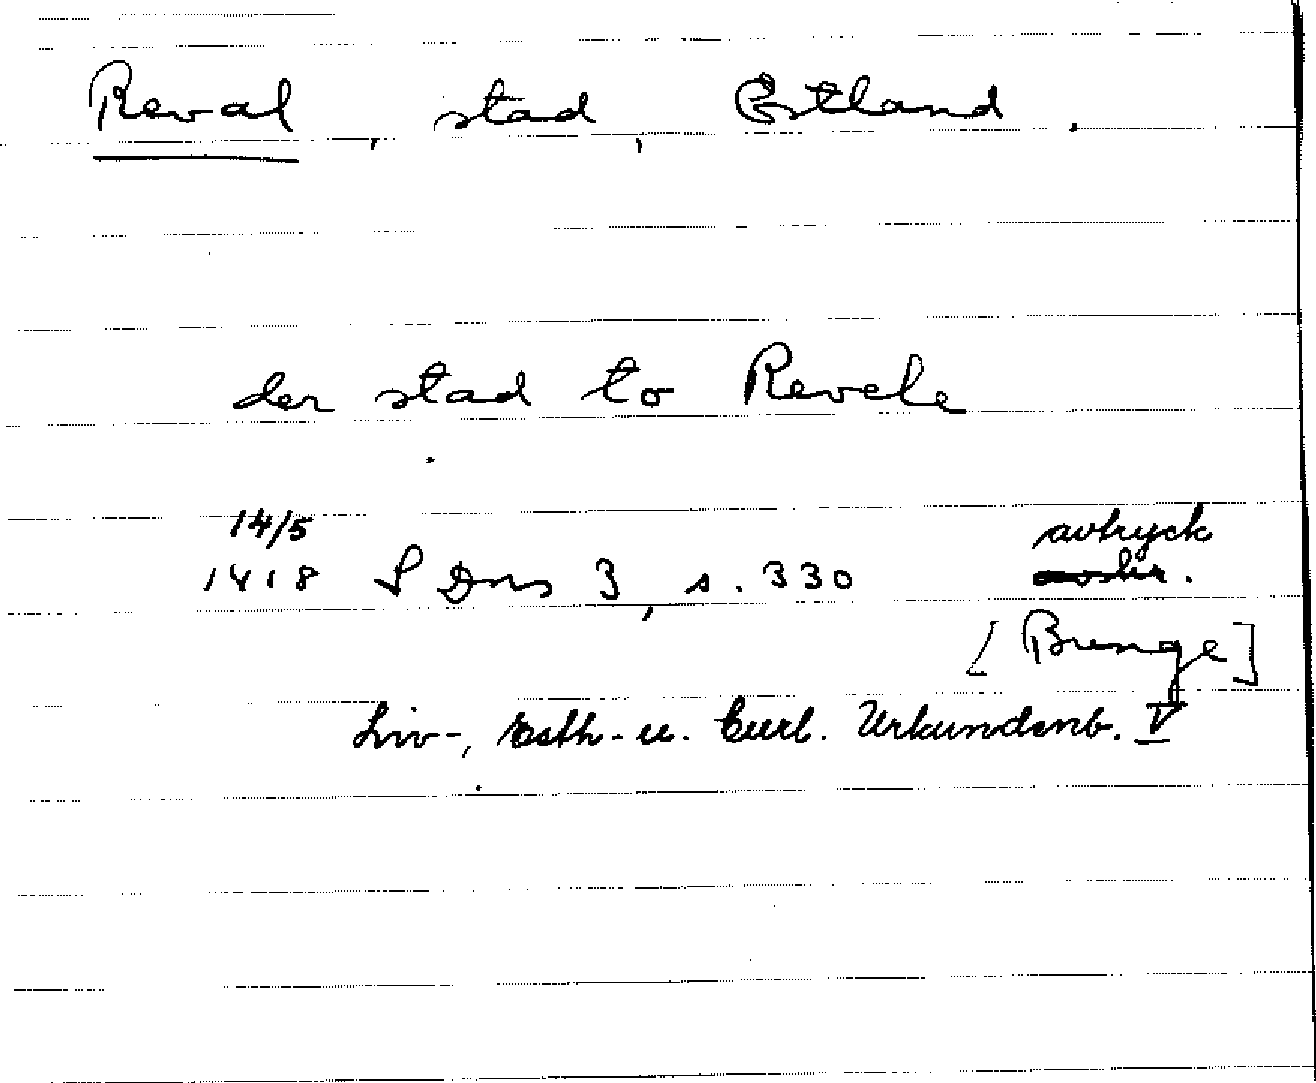 Reval, stad, Estland.
der stad to Revele
14/5 avtryck
1418 SDns 3, s. 330 avskr.
[Bunge]
Liv-, Esth- u. Curl. Urkundenb. V